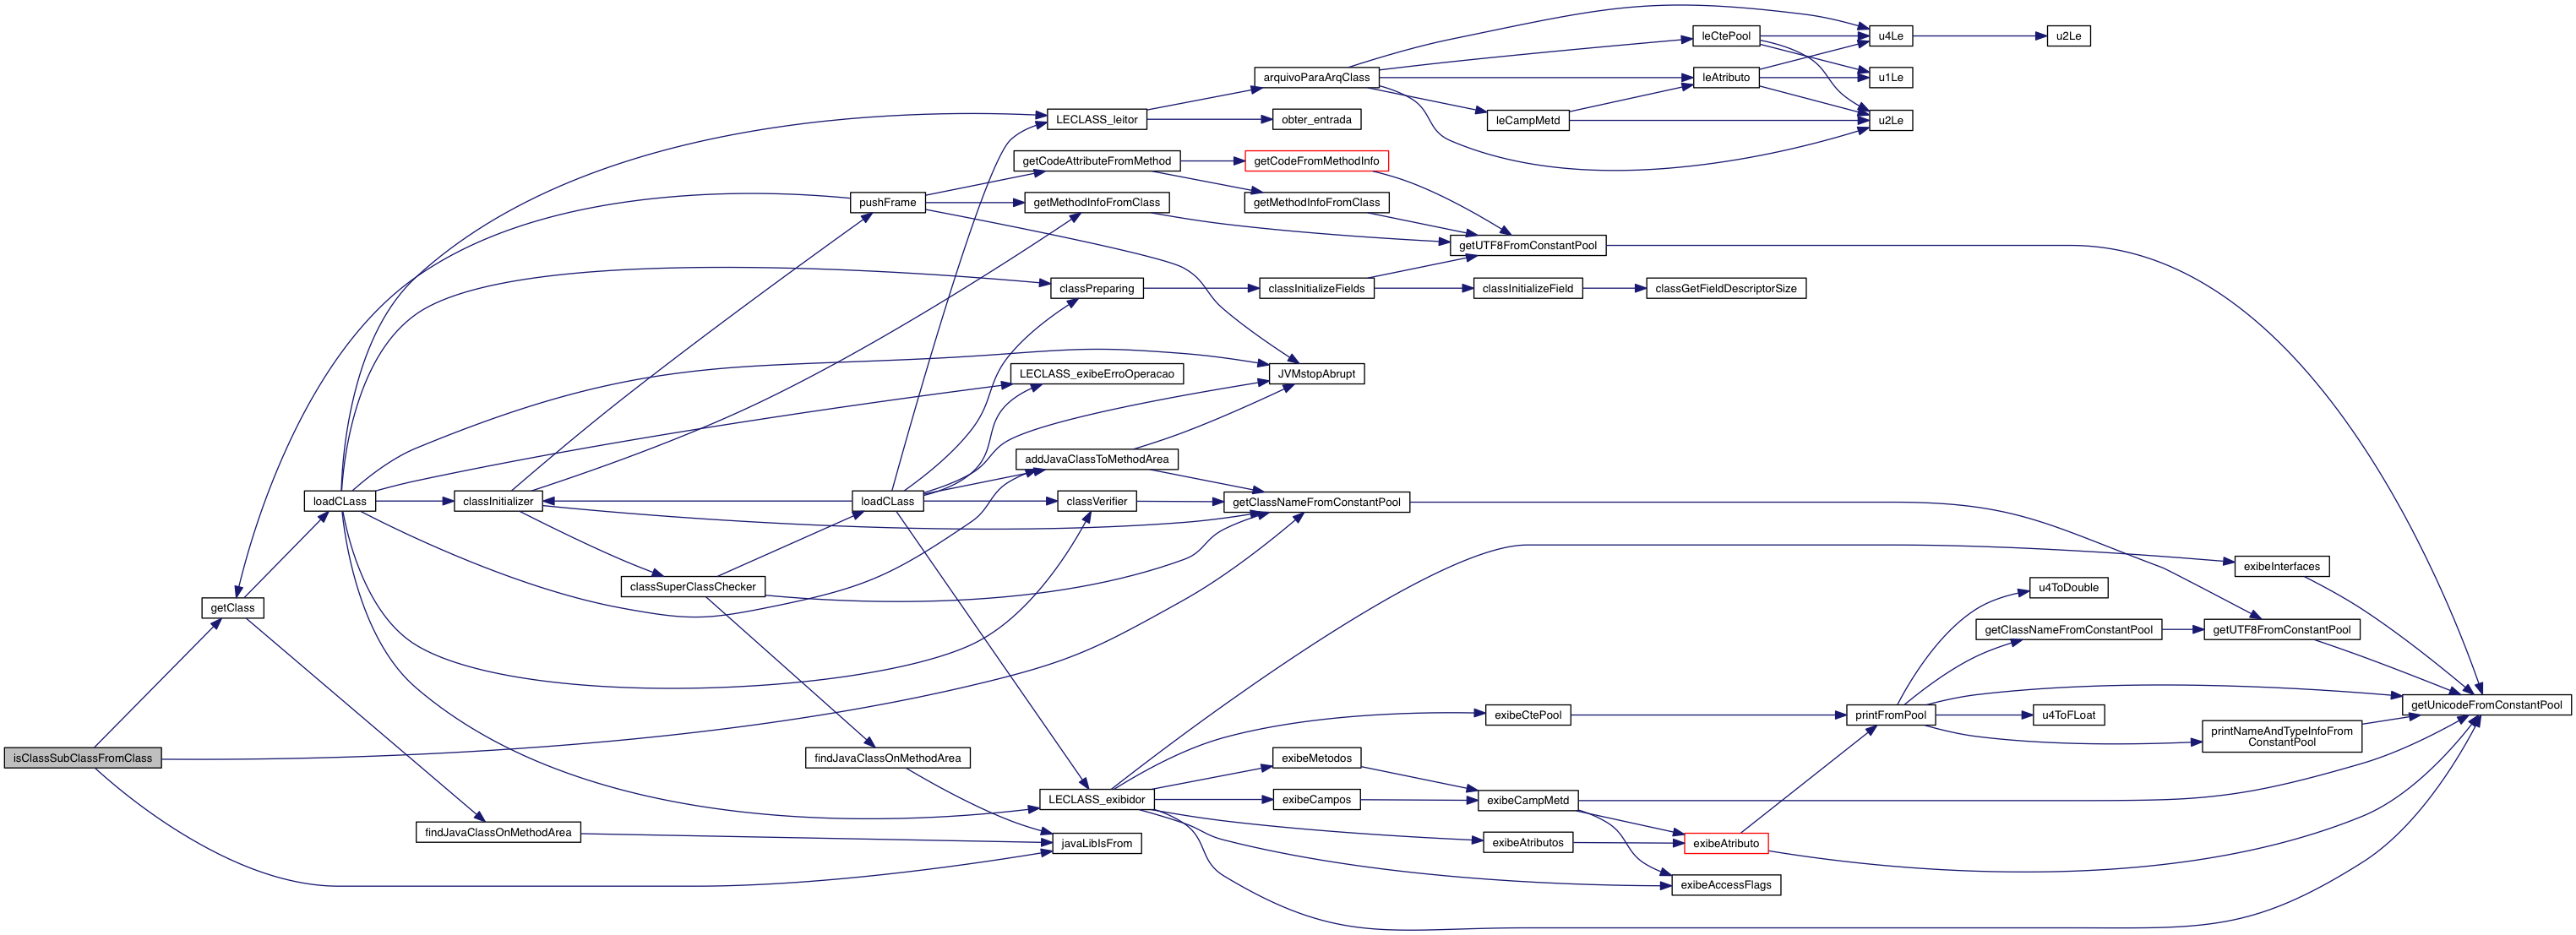 isClassSubClassFromClass
getClass
loadCLass
findJavaClassOnMethodArea
classInitializer
classSuperClassChecker
pushFrame
loadCLass
findJavaClassOnMethodArea
LECLASS_leitor
getCodeAttributeFromMethod
getMethodInfoFromClass
classPreparing
LECLASS_exibeErroOperacao
addJavaClassToMethodArea
classVerifier
LECLASS_exibidor
javaLibIsFrom
arquivoParaArqClass
obter_entrada
getCodeFromMethodInfo
getMethodInfoFromClass
classInitializeFields
JVMstopAbrupt
getClassNameFromConstantPool
exibeMetodos
exibeCampos
leCampMetd
getUTF8FromConstantPool
classInitializeField
exibeCtePool
exibeCampMetd
exibeAtributos
leCtePool
leAtributo
classGetFieldDescriptorSize
exibeAtributo
exibeAccessFlags
u4Le
u1Le
u2Le
printFromPool
u2Le
u4ToDouble
getClassNameFromConstantPool
u4ToFLoat
exibeInterfaces
getUTF8FromConstantPool
printNameAndTypeInfoFrom
ConstantPool
getUnicodeFromConstantPool